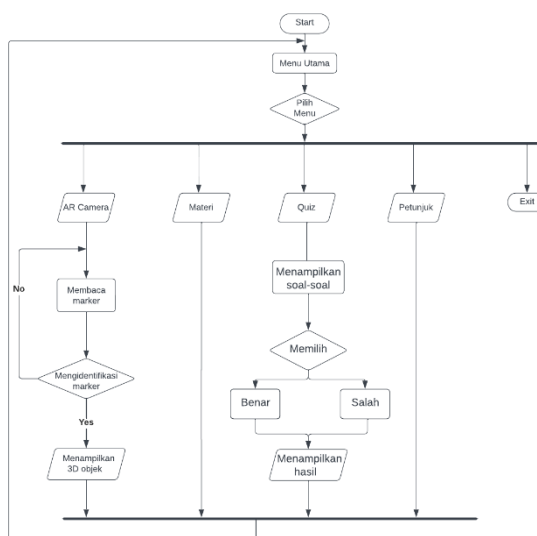 Start
Menu Utama
Pilih
Menu
AR Camera
Materi
Quiz
Petunjuk
Exit
No
Membaca
marker
Menampilkan
soal-soal
Mengidentifikasi
marker
Memilih
Benar
Salah
Yes
Menampilkan
3D objek
Menampilkan
hasil